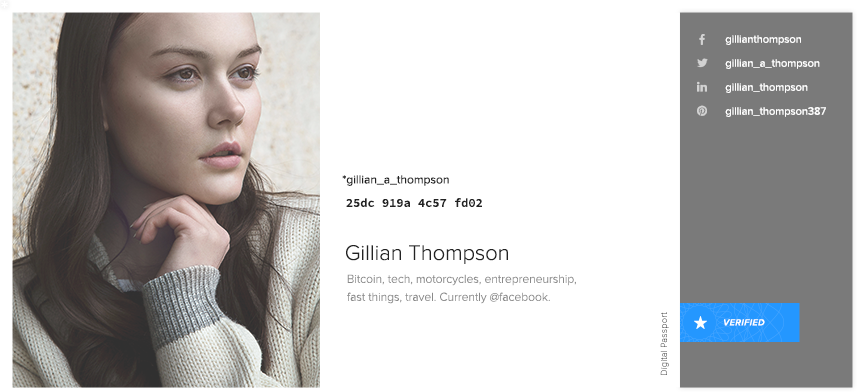 *gillian_a_thompson
25dc 919a 4c57 fd02
Gillian Thompson
Bitcoin, tech, motorcycles, entrepreneurship,
fast things, travel. Currently @facebook.
Digital Passport
gillianthompson
gillian_a_thompson
gillian_thompson
gillian_thompson387
VERIFIED